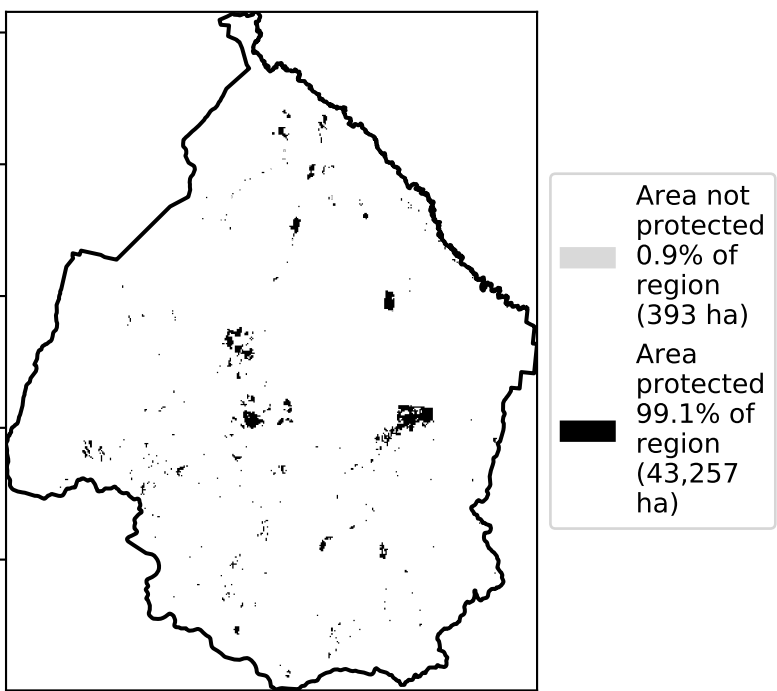 Area not
protected
0.9% of
region
(393 ha)
Area
protected
99.1% of
region
(43,257
ha)